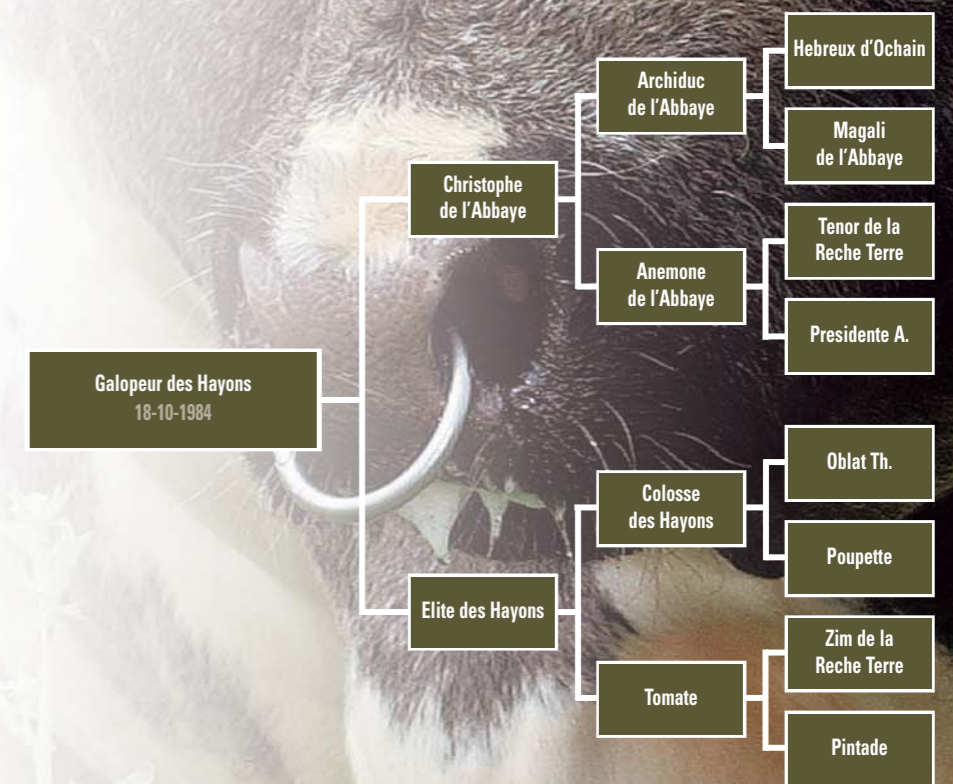 Hebreux d'Ochain
Archiduc
de l'Abbaye
Magali
de l'Abbaye
Christophe
de l'Abbaye
Tenor de la
Reche Terre
Anemone
de l'Abbaye
Presidente A.
Galopeur des Hayons
18-10-1984
Oblat Th.
Colosse
des Hayons
Poupette
Elite des Hayons
Zim de la
Reche Terre
Tomate
Pintade